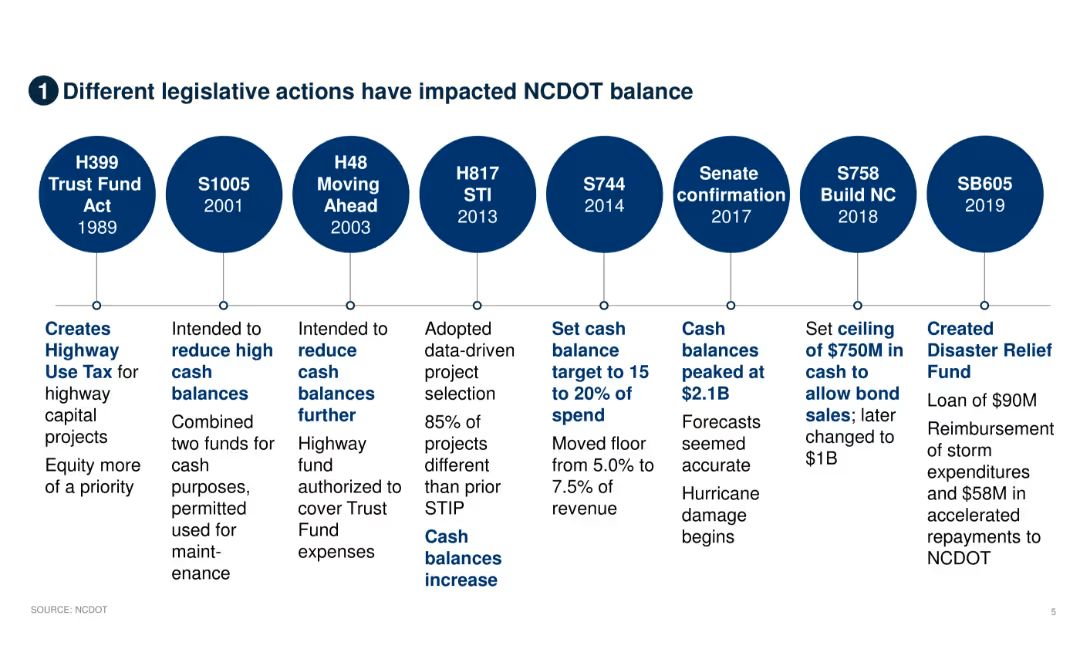 1 Different legislative actions have impacted NCDOT balance
H399
Trust Fund
Act
1989
S1005
2001
H48
Moving
Ahead
2003
H817
STI
2013
S744
2014
Senate
confirmation
2017
S758
Build NC
2018
SB605
2019
Creates
Highway
Use Tax for
highway
capital
projects
Equity more
of a priority
Intended to
reduce high
cash
balances
Combined
two funds for
cash
purposes,
permitted
used for
maint-
enance
Intended to
reduce
cash
balances
further
Highway
fund
authorized to
cover Trust
Fund
expenses
Adopted
data-driven
project
selection
85% of
projects
different
than prior
STIP
Cash
balances
increase
Set cash
balance
target to 15
to 20% of
spend
Moved floor
from 5.0% to
7.5% of
revenue
Cash
balances
peaked at
$2.1B
Forecasts
seemed
accurate
Hurricane
damage
begins
Set ceiling
of $750M in
cash to
allow bond
sales; later
changed to
$1B
Created
Disaster Relief
Fund
Loan of $90M
Reimbursement
of storm
expenditures
and $58M in
accelerated
repayments to
NCDOT
SOURCE: NCDOT
5